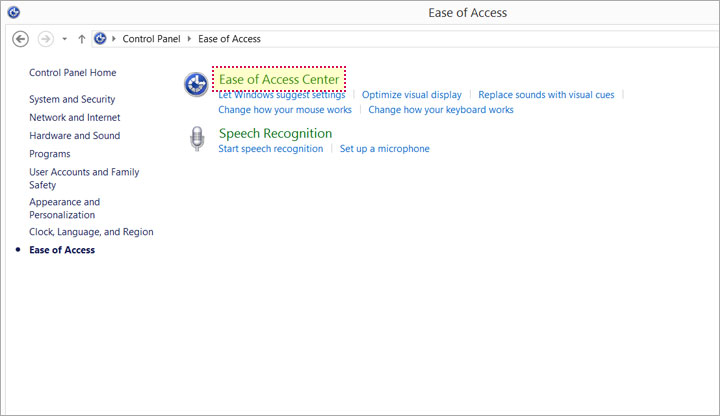 Ease of Access
Control Panel Ease of Access
Control Panel Home
System and Security
Network and Internet
Hardware and Sound
Programs
User Accounts and Family
Safety
Appearance and
Personalization
Clock, Language, and Region
Ease of Access
Ease of Access Center
Let Windows suggest settings Optimize visual display Replace sounds with visual cues
Change how your mouse works Change how your keyboard works
Speech Recognition
Start speech recognition Set up a microphone